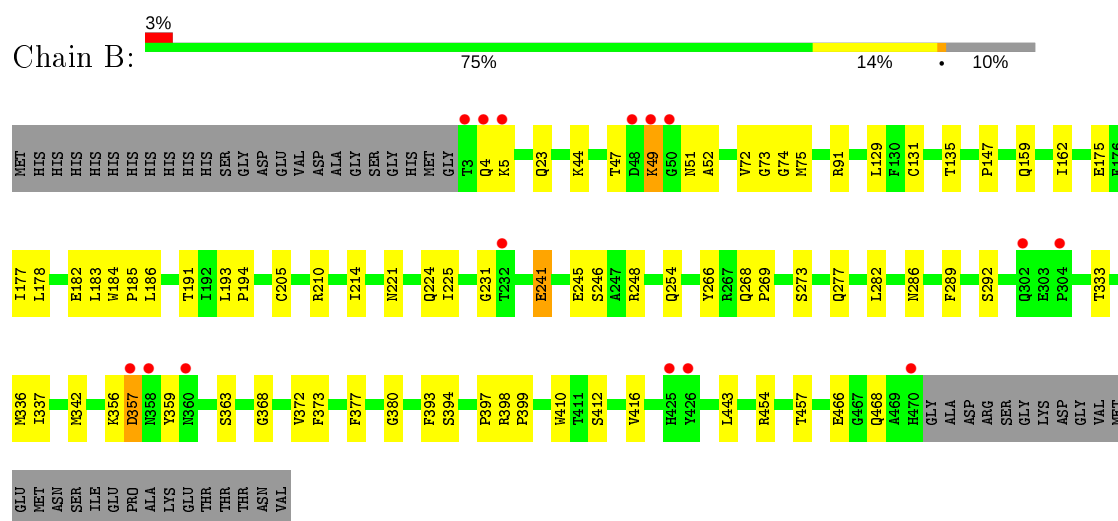 3%
Chain B:
75% 14% • 10%
MET HIS HIS HIS HIS HIS HIS HIS HIS HIS HIS SER GLY ASP GLU VAL ASP ALA GLY SER GLY HIS MET GLY T3 Q4 K5 Q23 K44 T47 D48 K49 G50 N51 A52 V72 G73 G74 M75 R91 L129 F130 C131 T135 P147 Q159 I162 E175 E176
I177 L178 E182 L183 W184 P185 L186 T191 I192 L193 P194 C205 R210 I214 N221 Q224 I225 G231 T232 E241 E245 S246 A247 R248 Q254 Y266 R267 Q268 P269 S273 Q277 L282 N286 F289 S292 Q302 E303 P304 T333
M336 I337 M342 K356 D357 N358 Y359 N360 S363 G368 V372 F373 F377 G380 F393 S394 P397 R398 P399 W410 T411 S412 V416 H425 Y426 L443 R454 T457 E466 G467 Q468 A469 H470 GLY ALA ASP ARG SER GLY LYS ASP GLY VAL MET
GLU MET ASN SER ILE GLU PRO ALA LYS GLU THR THR THR ASN VAL